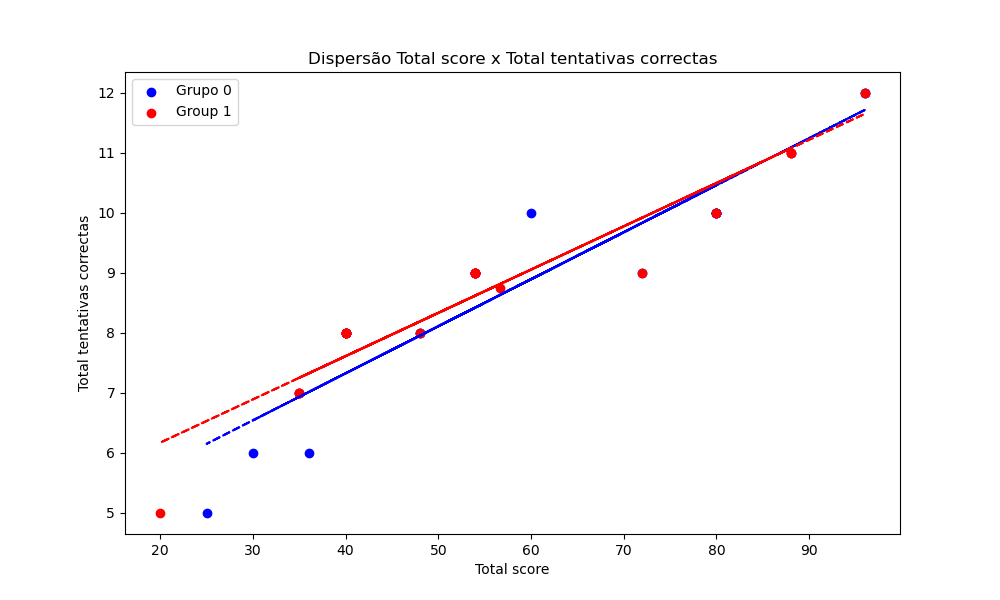 Dispersão Total score x Total tentativas correctas
Grupo 0
Group 1
Total tentativas correctas
12
11
10
9
8
7
6
5
20 30 40 50 60 70 80 90
Total score